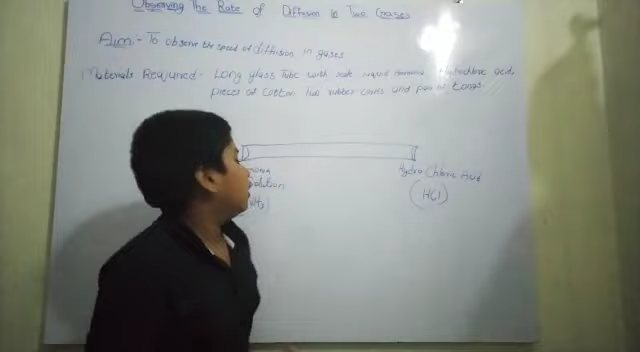 Observing the Rate of Diffusion in Two Gases
Aim:- To observe the speed of diffusion in gases
Materials Required:- Long glass Tube with liquid Ammonia Hydrochloric acid,
pieces of Cotton Two rubber corks and pair of tongs
Hydro Chloric Acid
solution
(HCl)